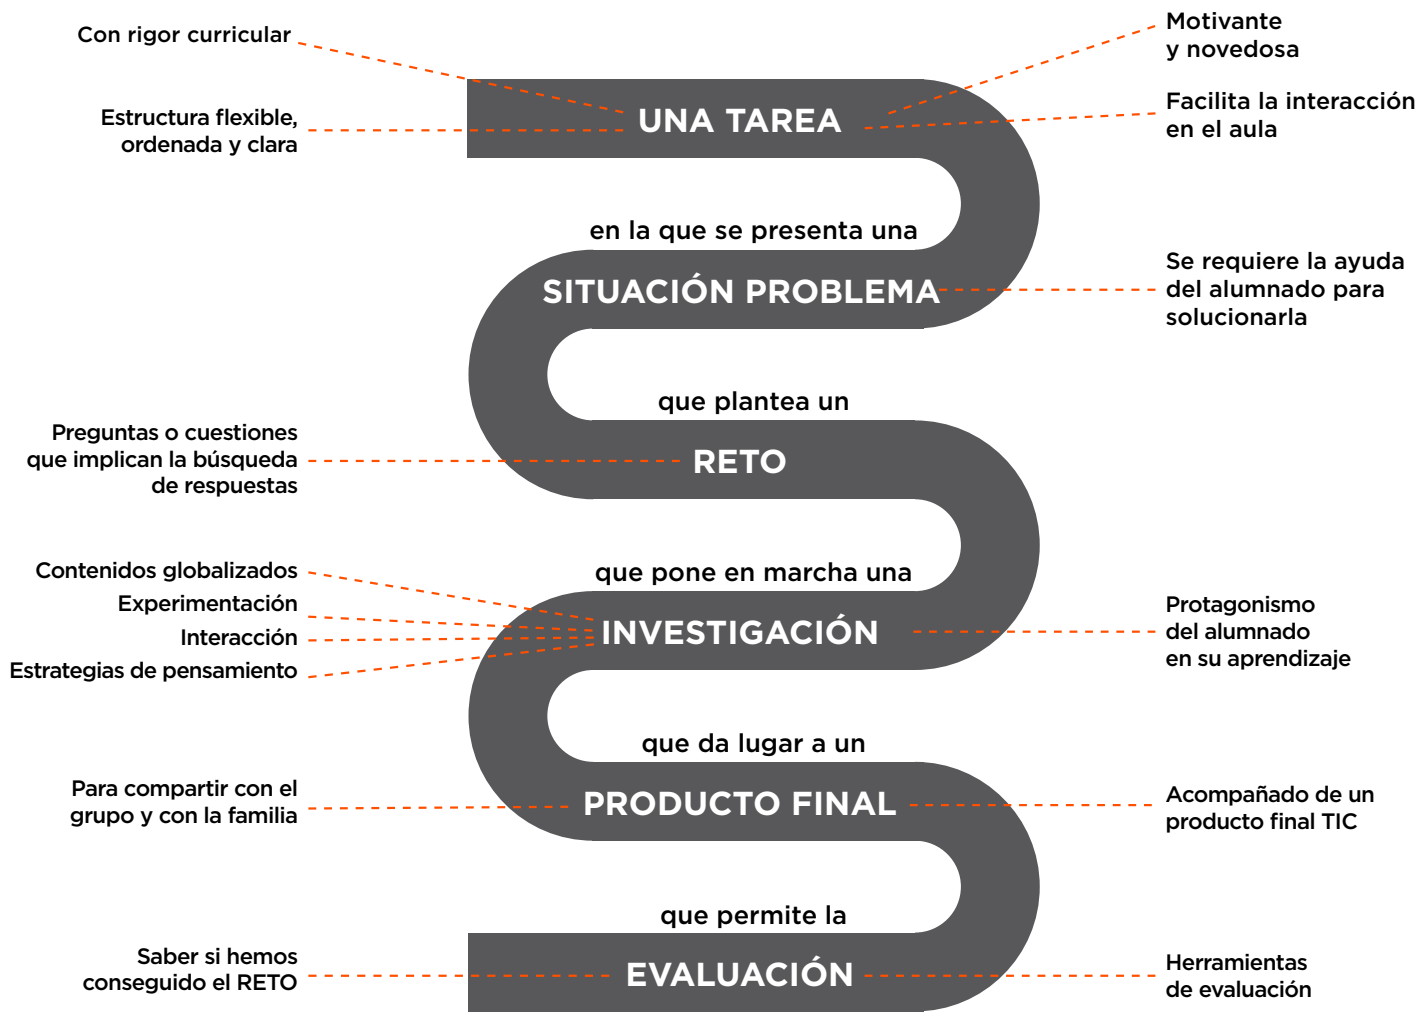 Con rigor curricular
Estructura flexible,
ordenada y clara
UNA TAREA
Motivante
y novedosa
Facilita la interacción
en el aula
en la que se presenta una
SITUACIÓN PROBLEMA
Se requiere la ayuda
del alumnado para
solucionarla
que plantea un
Preguntas o cuestiones
que implican la búsqueda
de respuestas
RETO
que pone en marcha una
Contenidos globalizados
Experimentación
Interacción
Estrategias de pensamiento
INVESTIGACIÓN
Protagonismo
del alumnado
en su aprendizaje
que da lugar a un
Para compartir con el
grupo y con la familia
PRODUCTO FINAL
Acompañado de un
producto final TIC
que permite la
Saber si hemos
conseguido el RETO
EVALUACIÓN
Herramientas
de evaluación